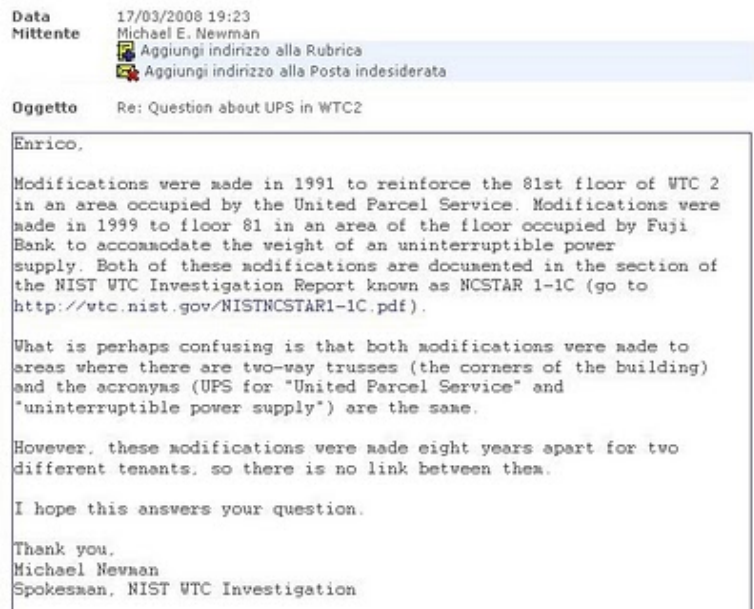 Data 17/03/2008 19:23
Mittente Michael E. Newman
Aggiungi indirizzo alla Rubrica
Aggiungi indirizzo alla Posta indesiderata
Oggetto Re: Question about UPS in WTC2
Enrico,
Modifications were made in 1991 to reinforce the 81st floor of WTC 2
in an area occupied by the United Parcel Service. Modifications were
made in 1999 to floor 81 in an area of the floor occupied by Fuji
Bank to accommodate the weight of an uninterruptible power
supply. Both of these modifications are documented in the section of
the NIST WTC Investigation Report known as NCSTAR 1-1C (go to
http://wtc.nist.gov/NISTNCSTAR1-1C.pdf).
What is perhaps confusing is that both modifications were made to
areas where there are two-way trusses (the corners of the building)
and the acronyms (UPS for "United Parcel Service" and
"uninterruptible power supply") are the same.
However, these modifications were made eight years apart for two
different tenants, so there is no link between them.
I hope this answers your question.
Thank you,
Michael Newman
Spokesman, NIST WTC Investigation